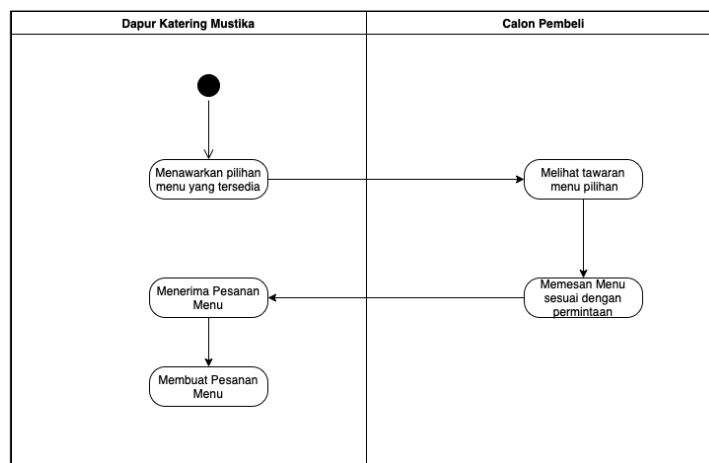 Dapur Katering Mustika
Calon Pembeli
Menawarkan pilihan
menu yang tersedia
Melihat tawaran
menu pilihan
Memesan Menu
sesuai dengan
permintaan
Menerima Pesanan
Menu
Membuat Pesanan
Menu